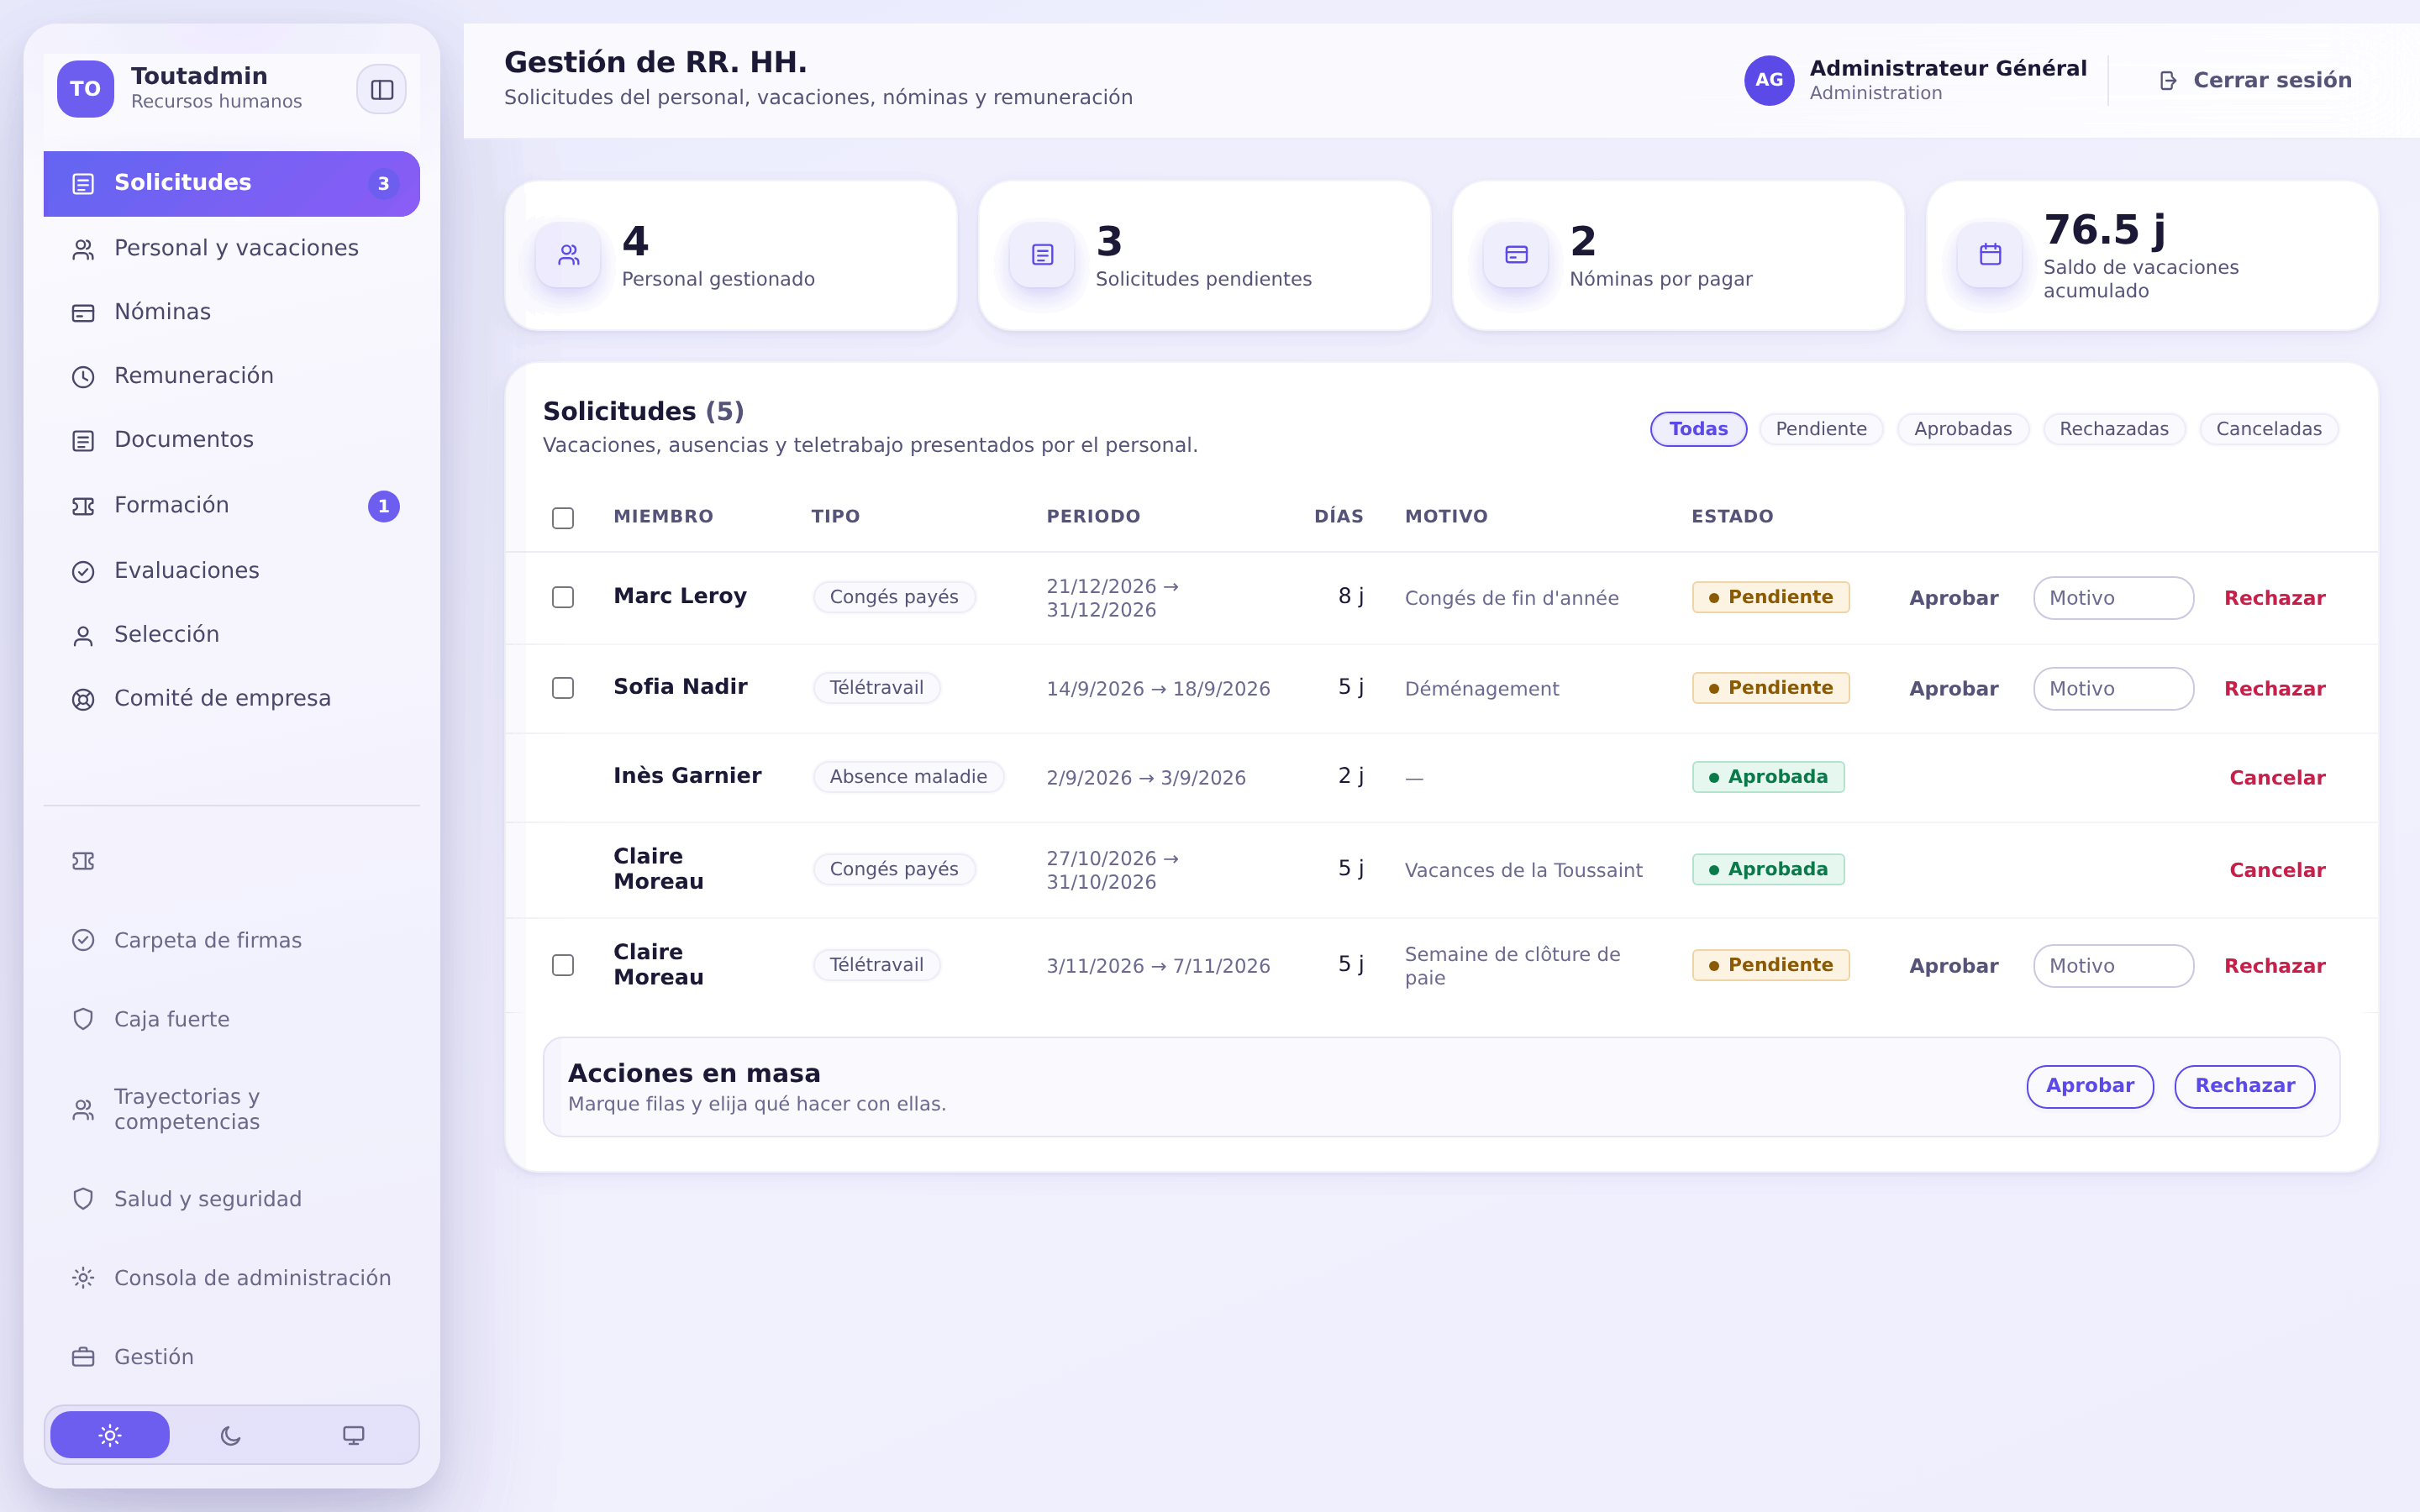 TO
Toutadmin
Recursos humanos
Solicitudes 3
Personal y vacaciones
Nóminas
Remuneración
Documentos
Formación 1
Evaluaciones
Selección
Comité de empresa
Carpeta de firmas
Caja fuerte
Trayectorias y
competencias
Salud y seguridad
Consola de administración
Gestión
Gestión de RR. HH.
Solicitudes del personal, vacaciones, nóminas y remuneración
AG
Administrateur Général
Administration
Cerrar sesión
4
Personal gestionado
3
Solicitudes pendientes
2
Nóminas por pagar
76.5 j
Saldo de vacaciones
acumulado
Solicitudes (5)
Vacaciones, ausencias y teletrabajo presentados por el personal.
Todas Pendiente Aprobadas Rechazadas Canceladas
MIEMBRO TIPO PERIODO DÍAS MOTIVO ESTADO
Marc Leroy Congés payés 21/12/2026 → 31/12/2026 8 j Congés de fin d'année Pendiente Aprobar Motivo Rechazar
Sofia Nadir Télétravail 14/9/2026 → 18/9/2026 5 j Déménagement Pendiente Aprobar Motivo Rechazar
Inès Garnier Absence maladie 2/9/2026 → 3/9/2026 2 j — Aprobada Cancelar
Claire Moreau Congés payés 27/10/2026 → 31/10/2026 5 j Vacances de la Toussaint Aprobada Cancelar
Claire Moreau Télétravail 3/11/2026 → 7/11/2026 5 j Semaine de clôture de paie Pendiente Aprobar Motivo Rechazar
Acciones en masa
Marque filas y elija qué hacer con ellas.
Aprobar Rechazar